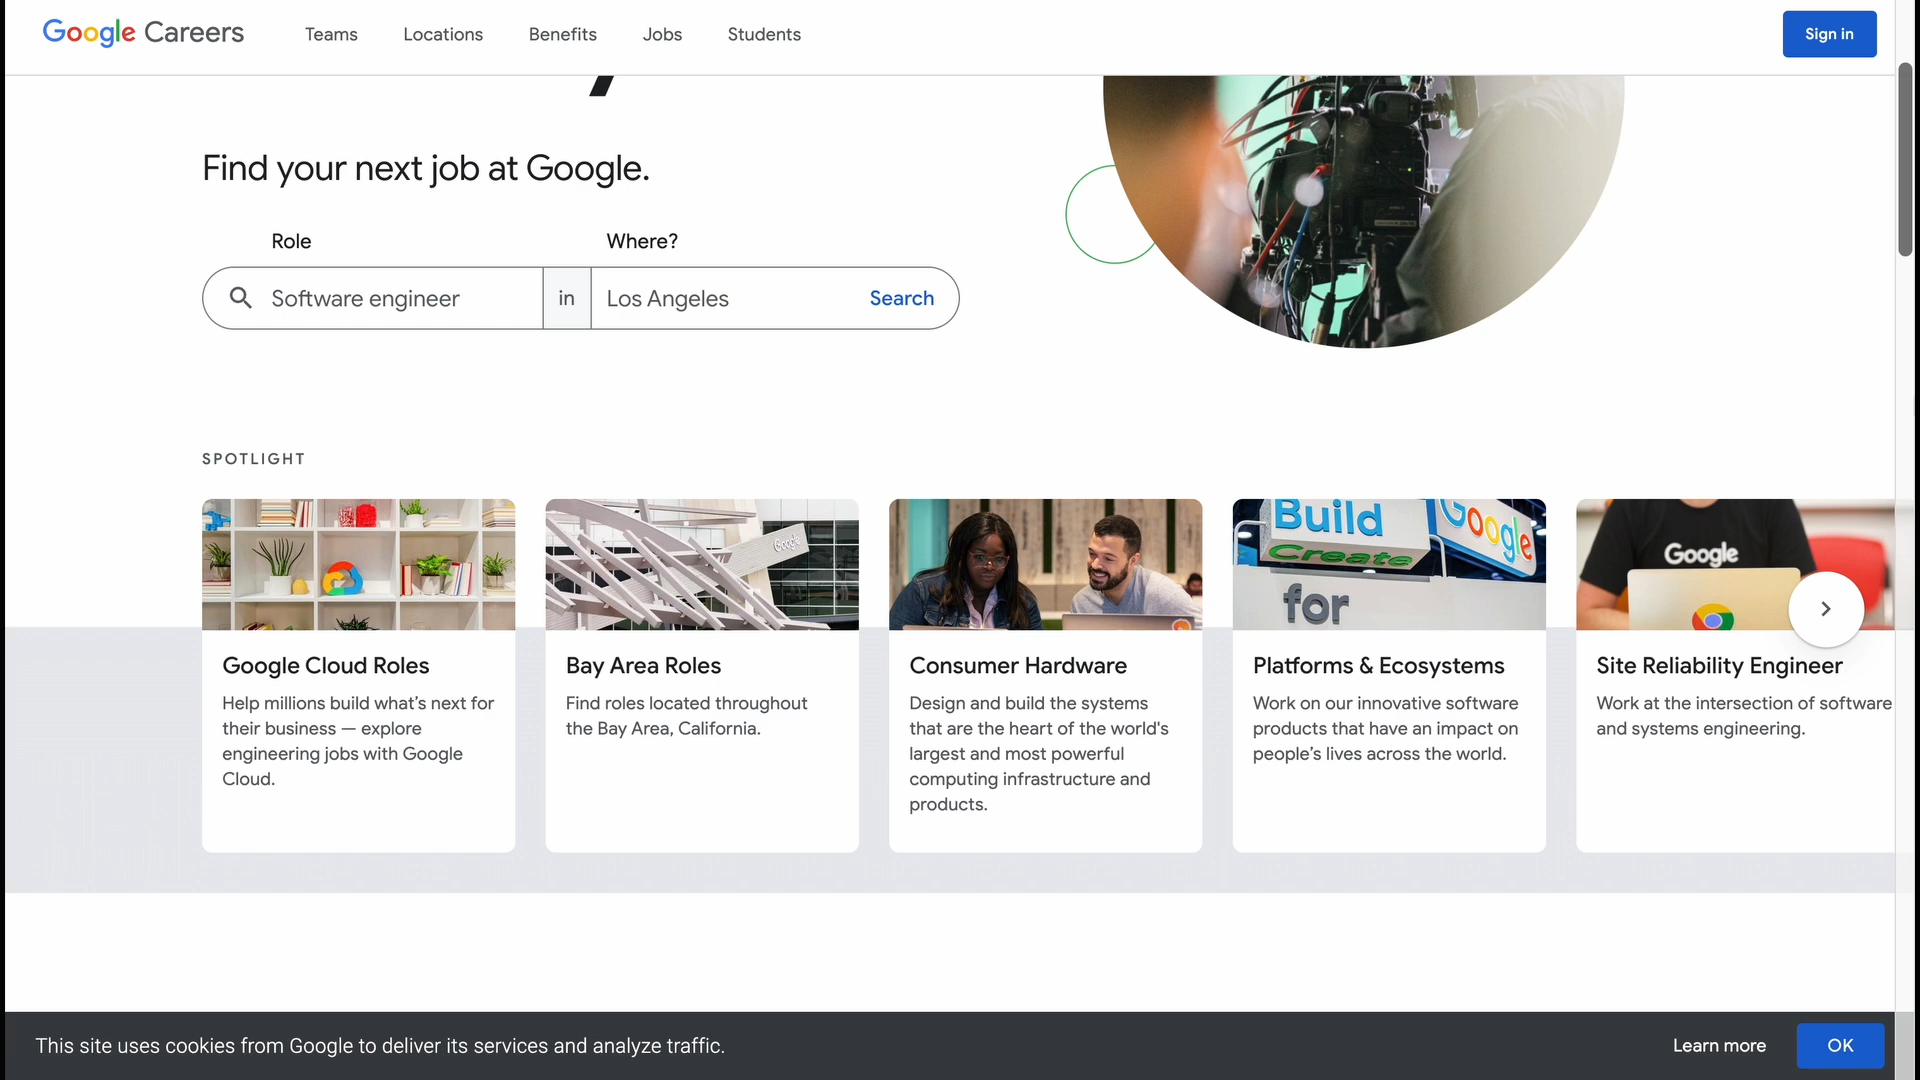 Google Careers
Teams
Locations
Benefits
Jobs
Students
Sign in
Find your next job at Google.
Role
Where?
Software engineer
in
Los Angeles
Search
SPOTLIGHT
Google
Build
Create
for
Google
Google
Google Cloud Roles
Help millions build what’s next for
their business — explore
engineering jobs with Google
Cloud.
Bay Area Roles
Find roles located throughout
the Bay Area, California.
Consumer Hardware
Design and build the systems
that are the heart of the world's
largest and most powerful
computing infrastructure and
products.
Platforms & Ecosystems
Work on our innovative software
products that have an impact on
people’s lives across the world.
Site Reliability Engineer
Work at the intersection of software
and systems engineering.
This site uses cookies from Google to deliver its services and analyze traffic.
Learn more
OK